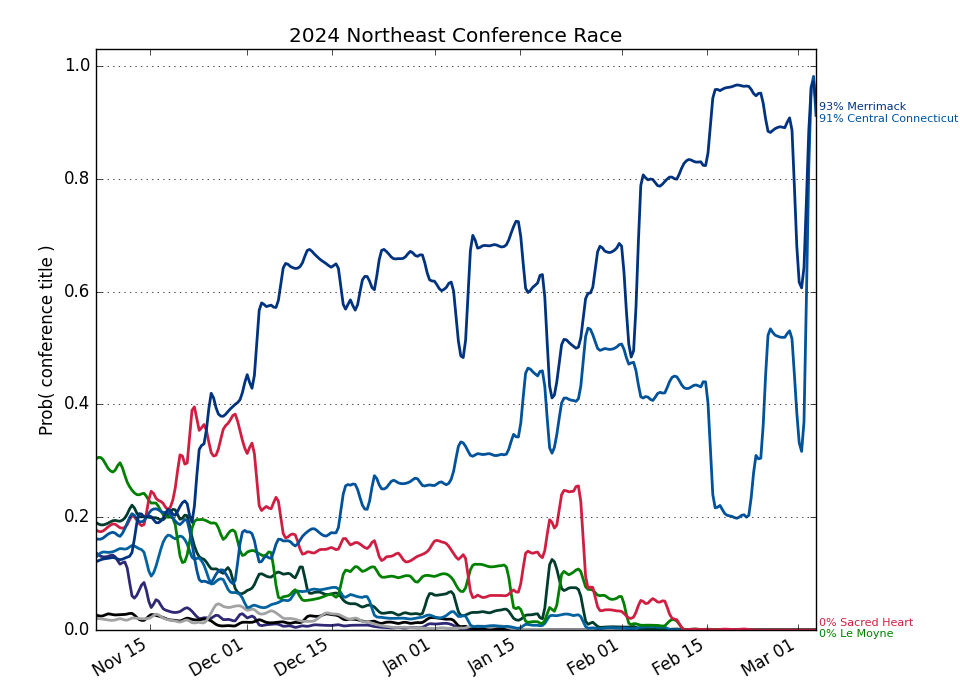 2024 Northeast Conference Race
1.0
0.8
0.6
0.4
0.2
0.0
Prob( conference title )
93% Merrimack
91% Central Connecticut
0% Sacred Heart
0% Le Moyne
Nov 15
Dec 01
Dec 15
Jan 01
Jan 15
Feb 01
Feb 15
Mar 01